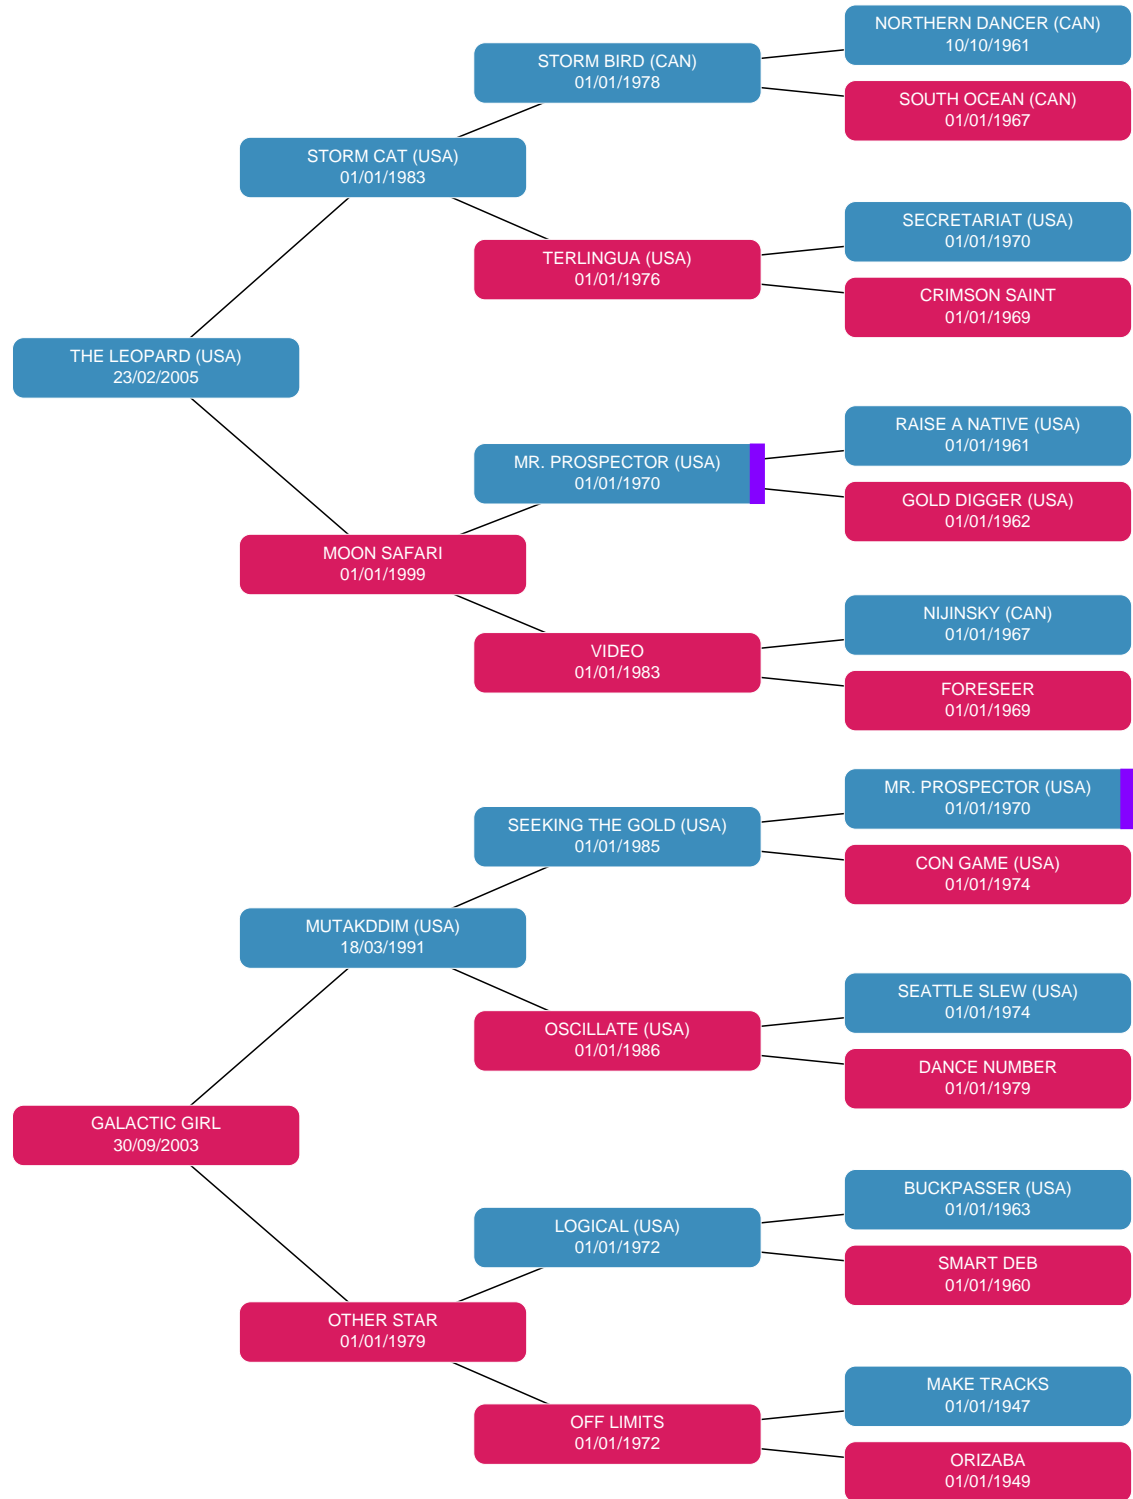 NORTHERN DANCER (CAN)
10/10/1961
STORM BIRD (CAN)
01/01/1978
SOUTH OCEAN (CAN)
01/01/1967
STORM CAT (USA)
01/01/1983
SECRETARIAT (USA)
01/01/1970
TERLINGUA (USA)
01/01/1976
CRIMSON SAINT
01/01/1969
THE LEOPARD (USA)
23/02/2005
RAISE A NATIVE (USA)
01/01/1961
MR. PROSPECTOR (USA)
01/01/1970
GOLD DIGGER (USA)
01/01/1962
MOON SAFARI
01/01/1999
NIJINSKY (CAN)
01/01/1967
VIDEO
01/01/1983
FORESEER
01/01/1969
MR. PROSPECTOR (USA)
01/01/1970
SEEKING THE GOLD (USA)
01/01/1985
CON GAME (USA)
01/01/1974
MUTAKDDIM (USA)
18/03/1991
SEATTLE SLEW (USA)
01/01/1974
OSCILLATE (USA)
01/01/1986
DANCE NUMBER
01/01/1979
GALACTIC GIRL
30/09/2003
BUCKPASSER (USA)
01/01/1963
LOGICAL (USA)
01/01/1972
SMART DEB
01/01/1960
OTHER STAR
01/01/1979
MAKE TRACKS
01/01/1947
OFF LIMITS
01/01/1972
ORIZABA
01/01/1949